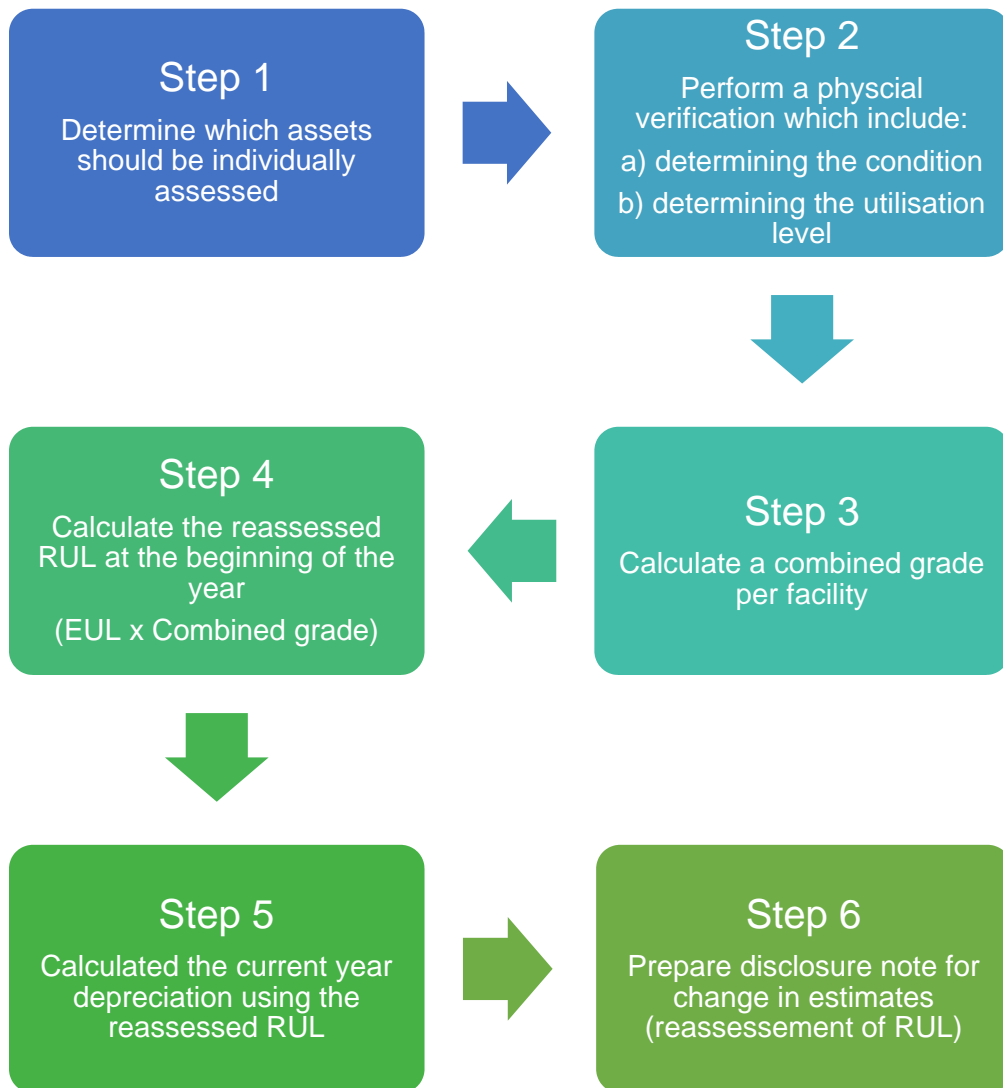 Step 1
Determine which assets
should be individually
assessed
Step 2
Perform a physcial
verification which include:
a) determining the condition
b) determining the utilisation
level
Step 3
Calculate a combined grade
per facility
Step 4
Calculate the reassessed
RUL at the beginning of the
year
(EUL x Combined grade)
Step 5
Calculated the current year
depreciation using the
reassessed RUL
Step 6
Prepare disclosure note for
change in estimates
(reassessement of RUL)